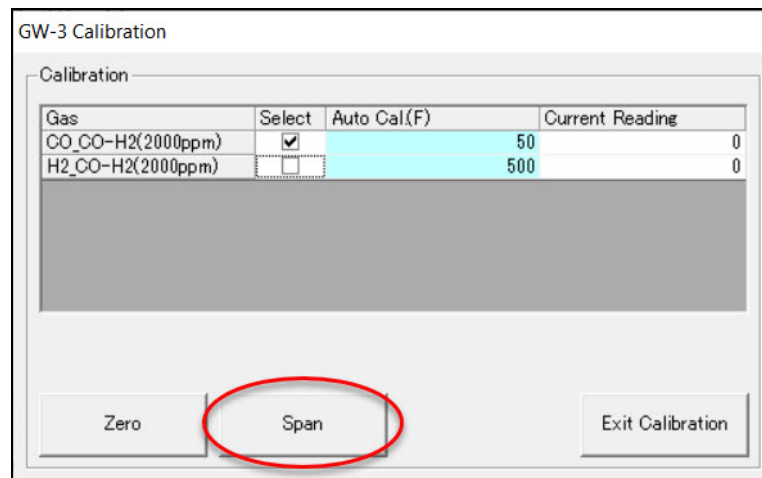 GW-3 Calibration
Calibration
Gas Select Auto Cal.(F) Current Reading
CO_CO-H2(2000ppm) 50 0
H2_CO-H2(2000ppm) 500 0
Zero Span Exit Calibration